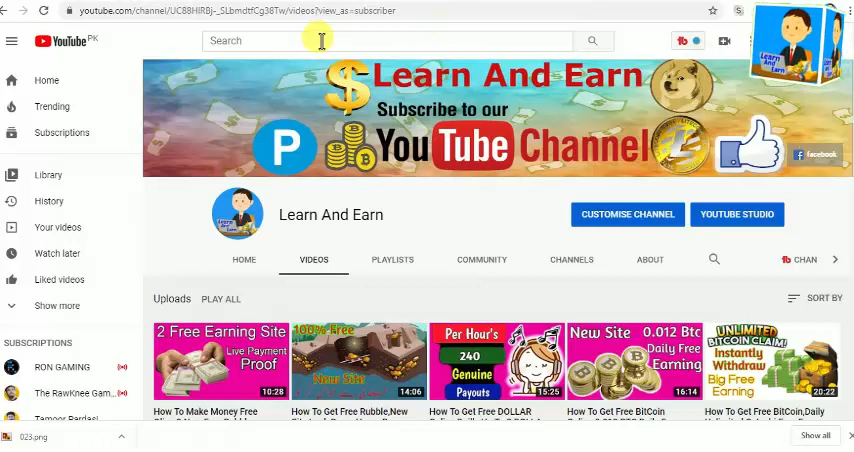 youtube.com/channel/UC88HIRBj-_SLbmdtfCg38Tw/videos?view_as=subscriber
YouTube PK
Search
Home
Trending
Subscriptions
Library
History
Your videos
Watch later
Liked videos
Show more
SUBSCRIPTIONS
RON GAMING
The RawKnee Gam...
Learn And Earn
Subscribe to our
YouTube Channel
facebook
Learn And Earn
CUSTOMISE CHANNEL
YOUTUBE STUDIO
HOME
VIDEOS
PLAYLISTS
COMMUNITY
CHANNELS
ABOUT
tb CHAN
Uploads
PLAY ALL
SORT BY
2 Free Earning Site
Live Payment
Proof
10:28
100% Free
New Site
14:06
Per Hour's
240
Genuine
Payouts
15:25
New Site
0.012 Btc
Daily Free
Earning
16:14
UNLIMITED
BITCOIN CLAIM!
Instantly
Withdraw
Big Free
Earning
20:22
How To Make Money Free
How To Get Free Rubble,New
How To Get Free DOLLAR
How To Get Free BitCoin
How To Get Free BitCoin,Daily
023.png
Show all